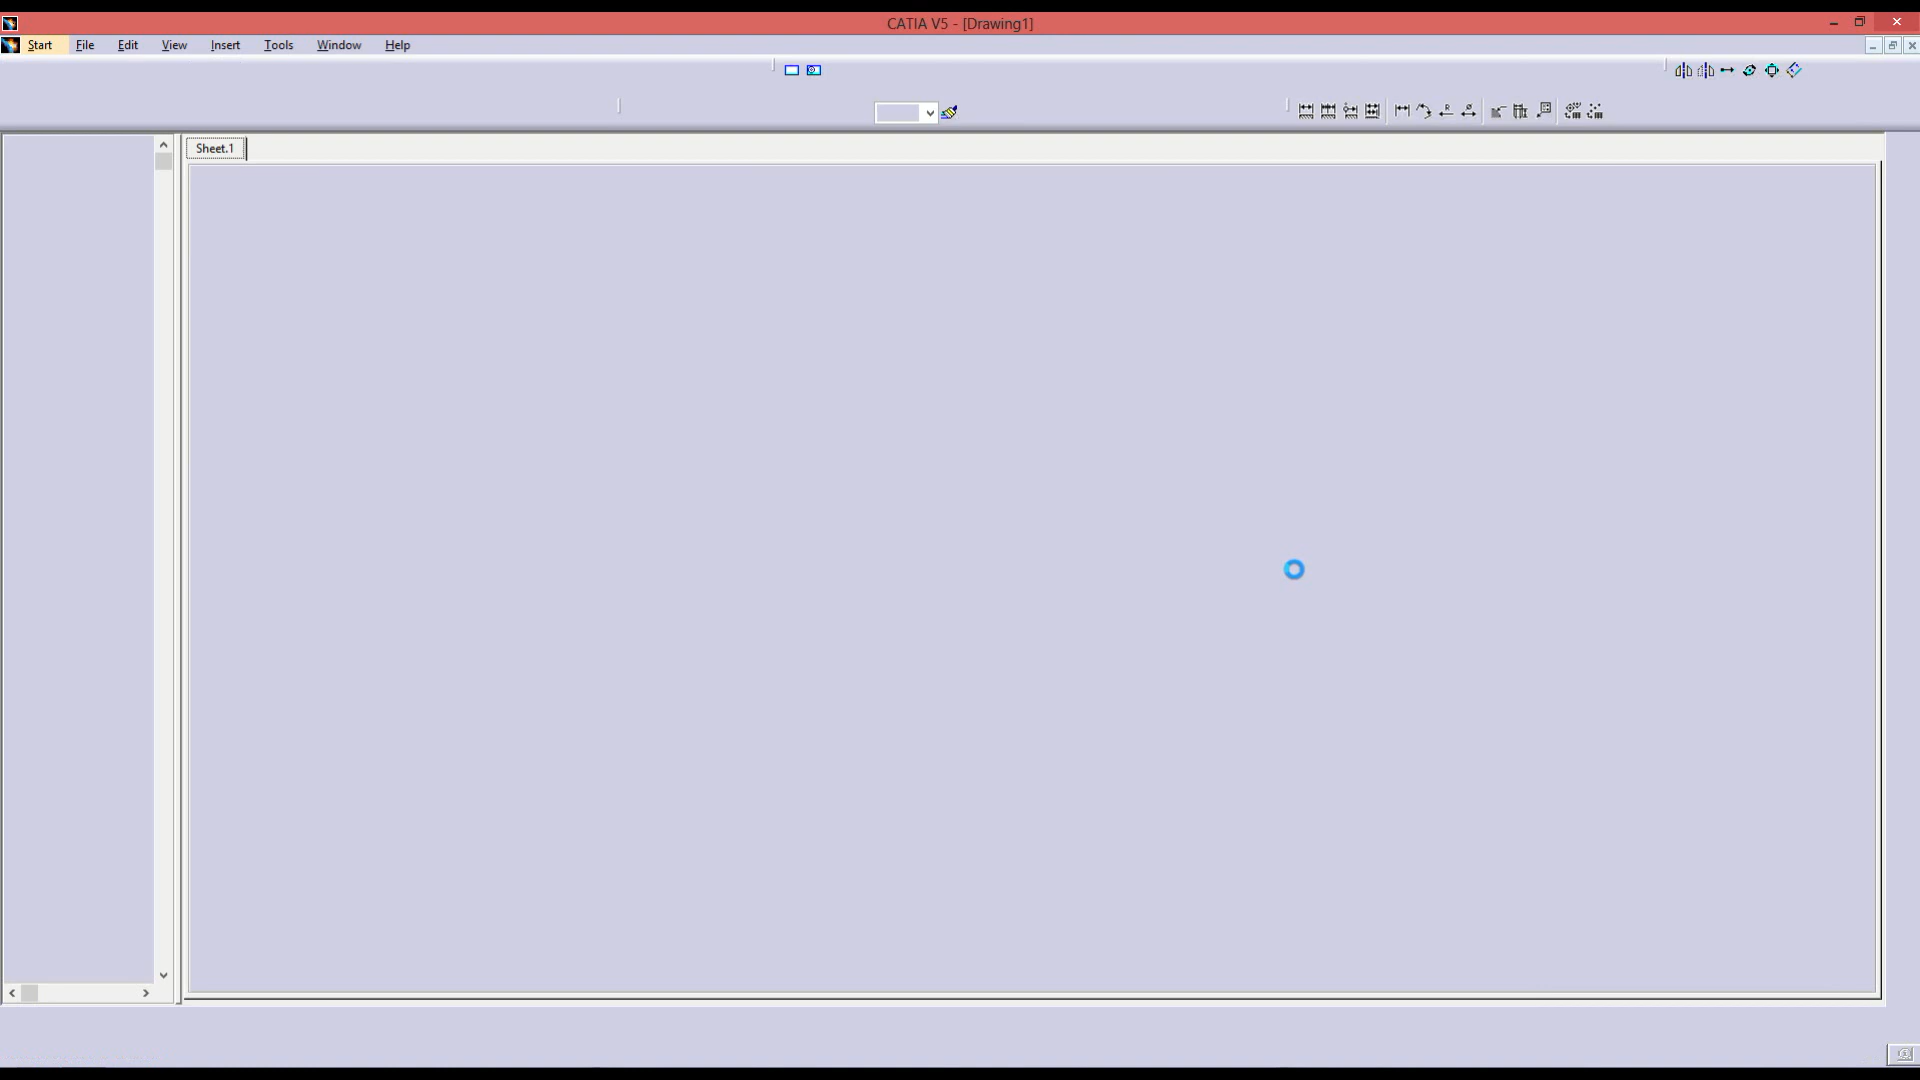 CATIA V5 - [Drawing1]
Start File Edit View Insert Tools Window Help
Sheet.1